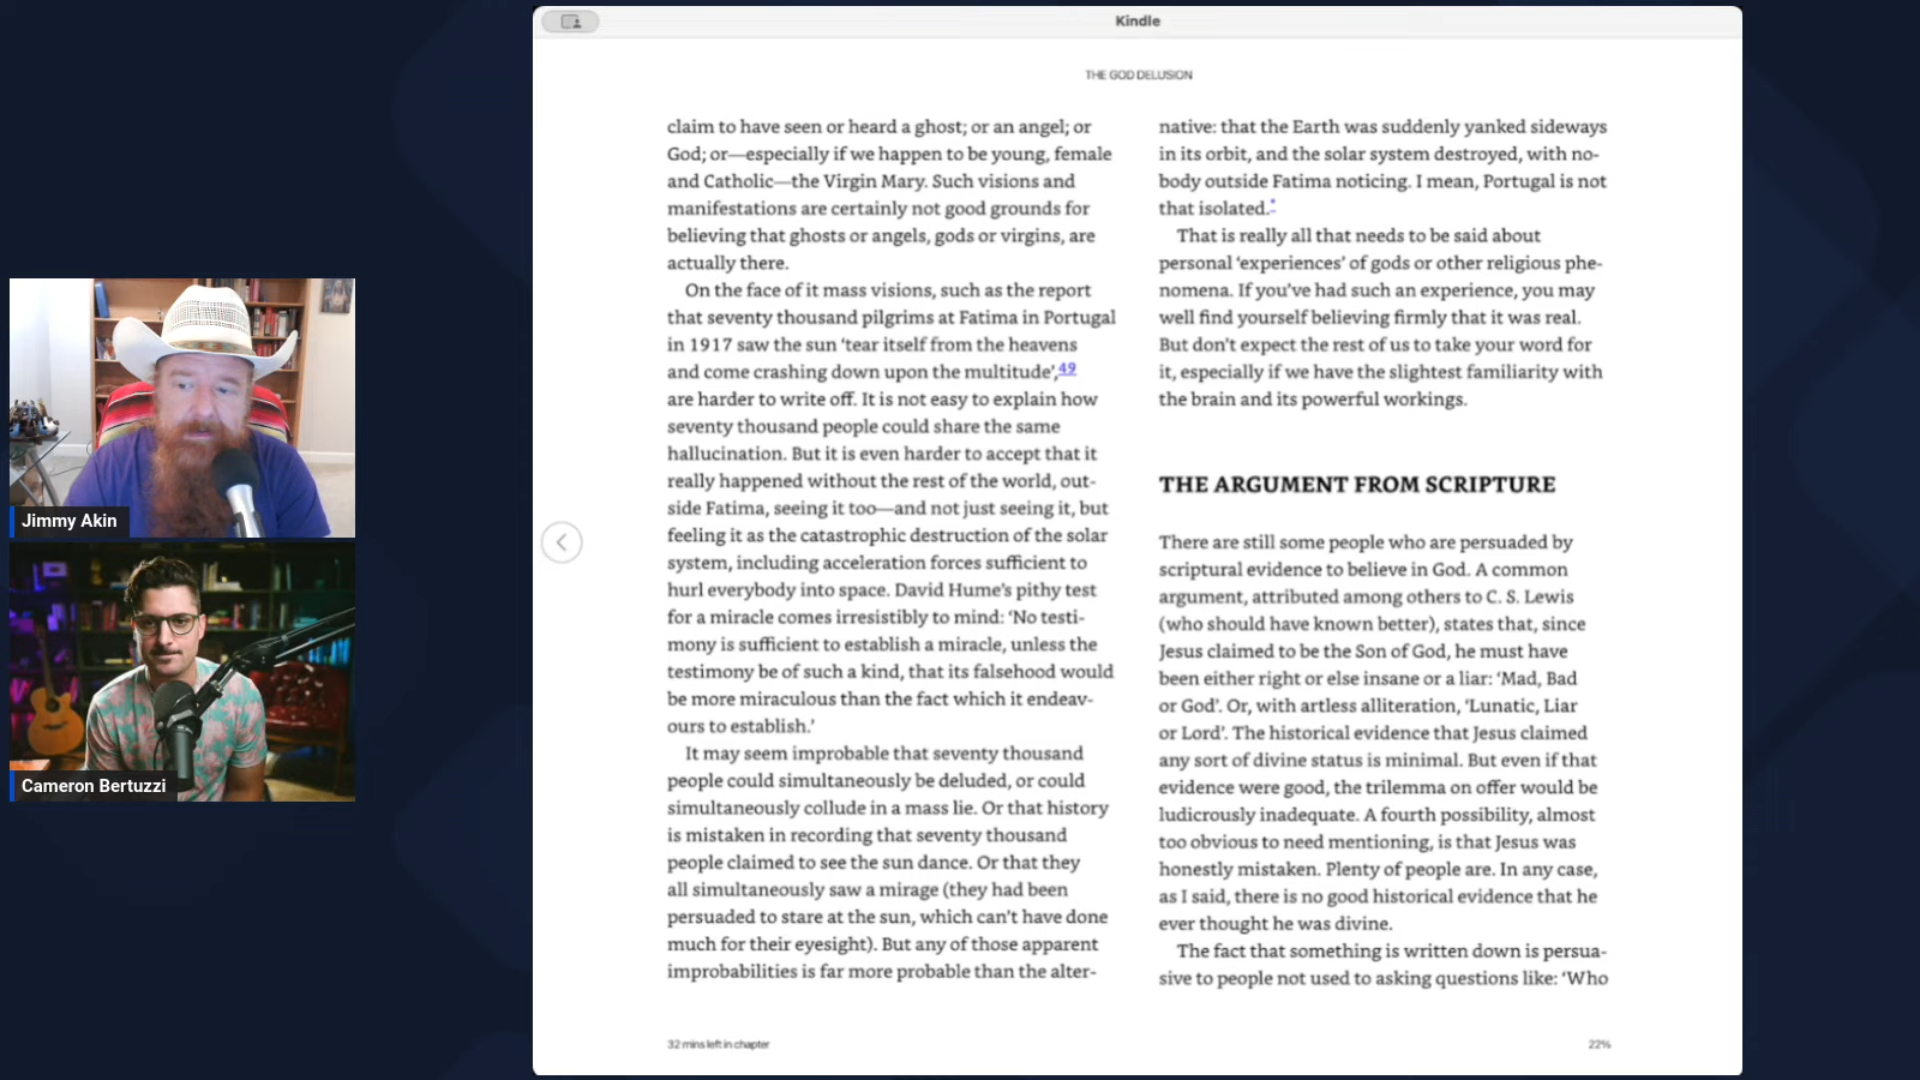 Kindle
THE GOD DELUSION
claim to have seen or heard a ghost; or an angel; or
God; or—especially if we happen to be young, female
and Catholic—the Virgin Mary. Such visions and
manifestations are certainly not good grounds for
believing that ghosts or angels, gods or virgins, are
actually there.
On the face of it mass visions, such as the report
that seventy thousand pilgrims at Fatima in Portugal
in 1917 saw the sun ‘tear itself from the heavens
and come crashing down upon the multitude’,49
are harder to write off. It is not easy to explain how
seventy thousand people could share the same
hallucination. But it is even harder to accept that it
really happened without the rest of the world, out-
side Fatima, seeing it too—and not just seeing it, but
feeling it as the catastrophic destruction of the solar
system, including acceleration forces sufficient to
hurl everybody into space. David Hume’s pithy test
for a miracle comes irresistibly to mind: ‘No testi-
mony is sufficient to establish a miracle, unless the
testimony be of such a kind, that its falsehood would
be more miraculous than the fact which it endeav-
ours to establish.’
It may seem improbable that seventy thousand
people could simultaneously be deluded, or could
simultaneously collude in a mass lie. Or that history
is mistaken in recording that seventy thousand
people claimed to see the sun dance. Or that they
all simultaneously saw a mirage (they had been
persuaded to stare at the sun, which can’t have done
much for their eyesight). But any of those apparent
improbabilities is far more probable than the alter-
native: that the Earth was suddenly yanked sideways
in its orbit, and the solar system destroyed, with no-
body outside Fatima noticing. I mean, Portugal is not
that isolated.*
That is really all that needs to be said about
personal ‘experiences’ of gods or other religious phe-
nomena. If you’ve had such an experience, you may
well find yourself believing firmly that it was real.
But don’t expect the rest of us to take your word for
it, especially if we have the slightest familiarity with
the brain and its powerful workings.
THE ARGUMENT FROM SCRIPTURE
There are still some people who are persuaded by
scriptural evidence to believe in God. A common
argument, attributed among others to C. S. Lewis
(who should have known better), states that, since
Jesus claimed to be the Son of God, he must have
been either right or else insane or a liar: ‘Mad, Bad
or God’. Or, with artless alliteration, ‘Lunatic, Liar
or Lord’. The historical evidence that Jesus claimed
any sort of divine status is minimal. But even if that
evidence were good, the trilemma on offer would be
ludicrously inadequate. A fourth possibility, almost
too obvious to need mentioning, is that Jesus was
honestly mistaken. Plenty of people are. In any case,
as I said, there is no good historical evidence that he
ever thought he was divine.
The fact that something is written down is persua-
sive to people not used to asking questions like: ‘Who
32 mins left in chapter
22%
Jimmy Akin
Cameron Bertuzzi